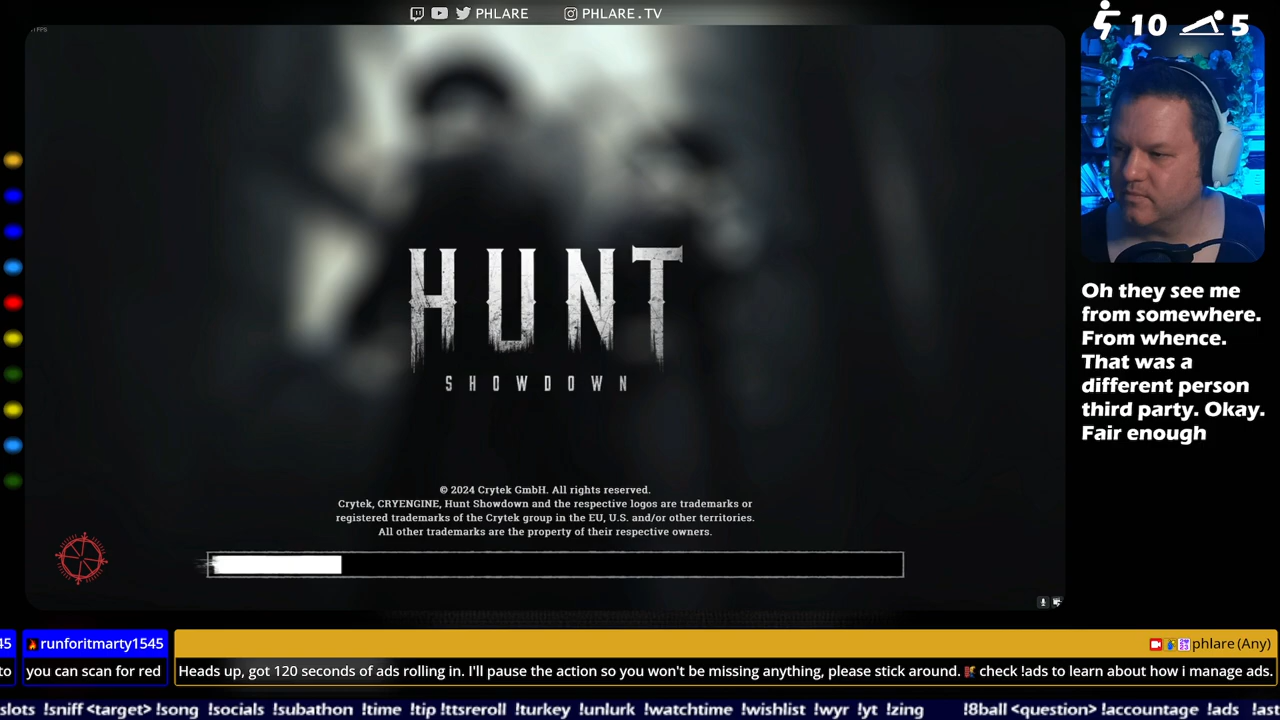 PHLARE PHLARE.TV
10 5
FPS
HUNT
SHOWDOWN
© 2024 Crytek GmbH. All rights reserved.
Crytek, CRYENGINE, Hunt Showdown and the respective logos are trademarks or
registered trademarks of the Crytek group in the EU, U.S. and/or other territories.
All other trademarks are the property of their respective owners.
Oh they see me
from somewhere.
From whence.
That was a
different person
third party. Okay.
Fair enough
45 runforitmarty1545 phlare (Any)
to you can scan for red Heads up, got 120 seconds of ads rolling in. I'll pause the action so you won't be missing anything, please stick around. check !ads to learn about how i manage ads.
slots !sniff <target> !song !socials !subathon !time !tip !ttsreroll !turkey !unlurk !watchtime !wishlist !wyr !yt !zing !8ball <question> !accountage !ads !last